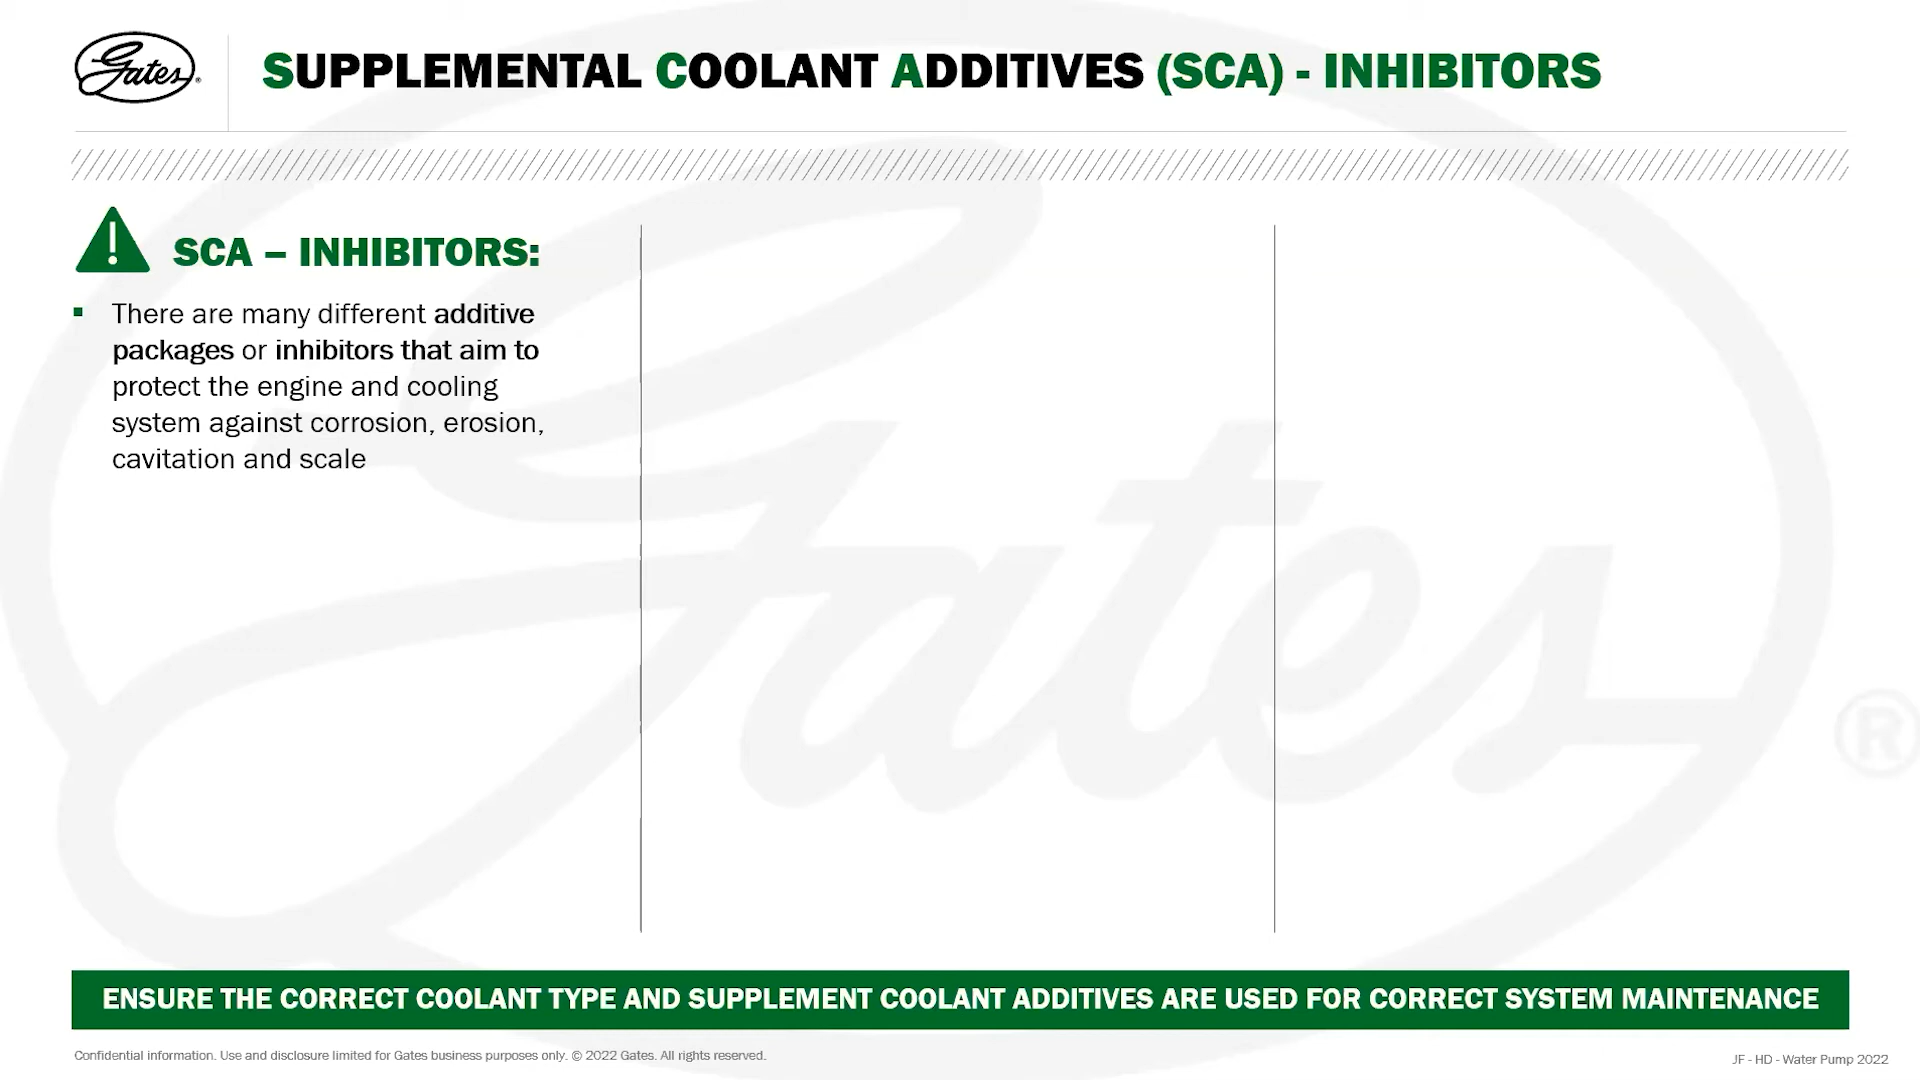 Gates®
SUPPLEMENTAL COOLANT ADDITIVES (SCA) - INHIBITORS
SCA – INHIBITORS:
▪ There are many different additive
packages or inhibitors that aim to
protect the engine and cooling
system against corrosion, erosion,
cavitation and scale
Gates®
ENSURE THE CORRECT COOLANT TYPE AND SUPPLEMENT COOLANT ADDITIVES ARE USED FOR CORRECT SYSTEM MAINTENANCE
Confidential information. Use and disclosure limited for Gates business purposes only. © 2022 Gates. All rights reserved.
JF - HD - Water Pump 2022